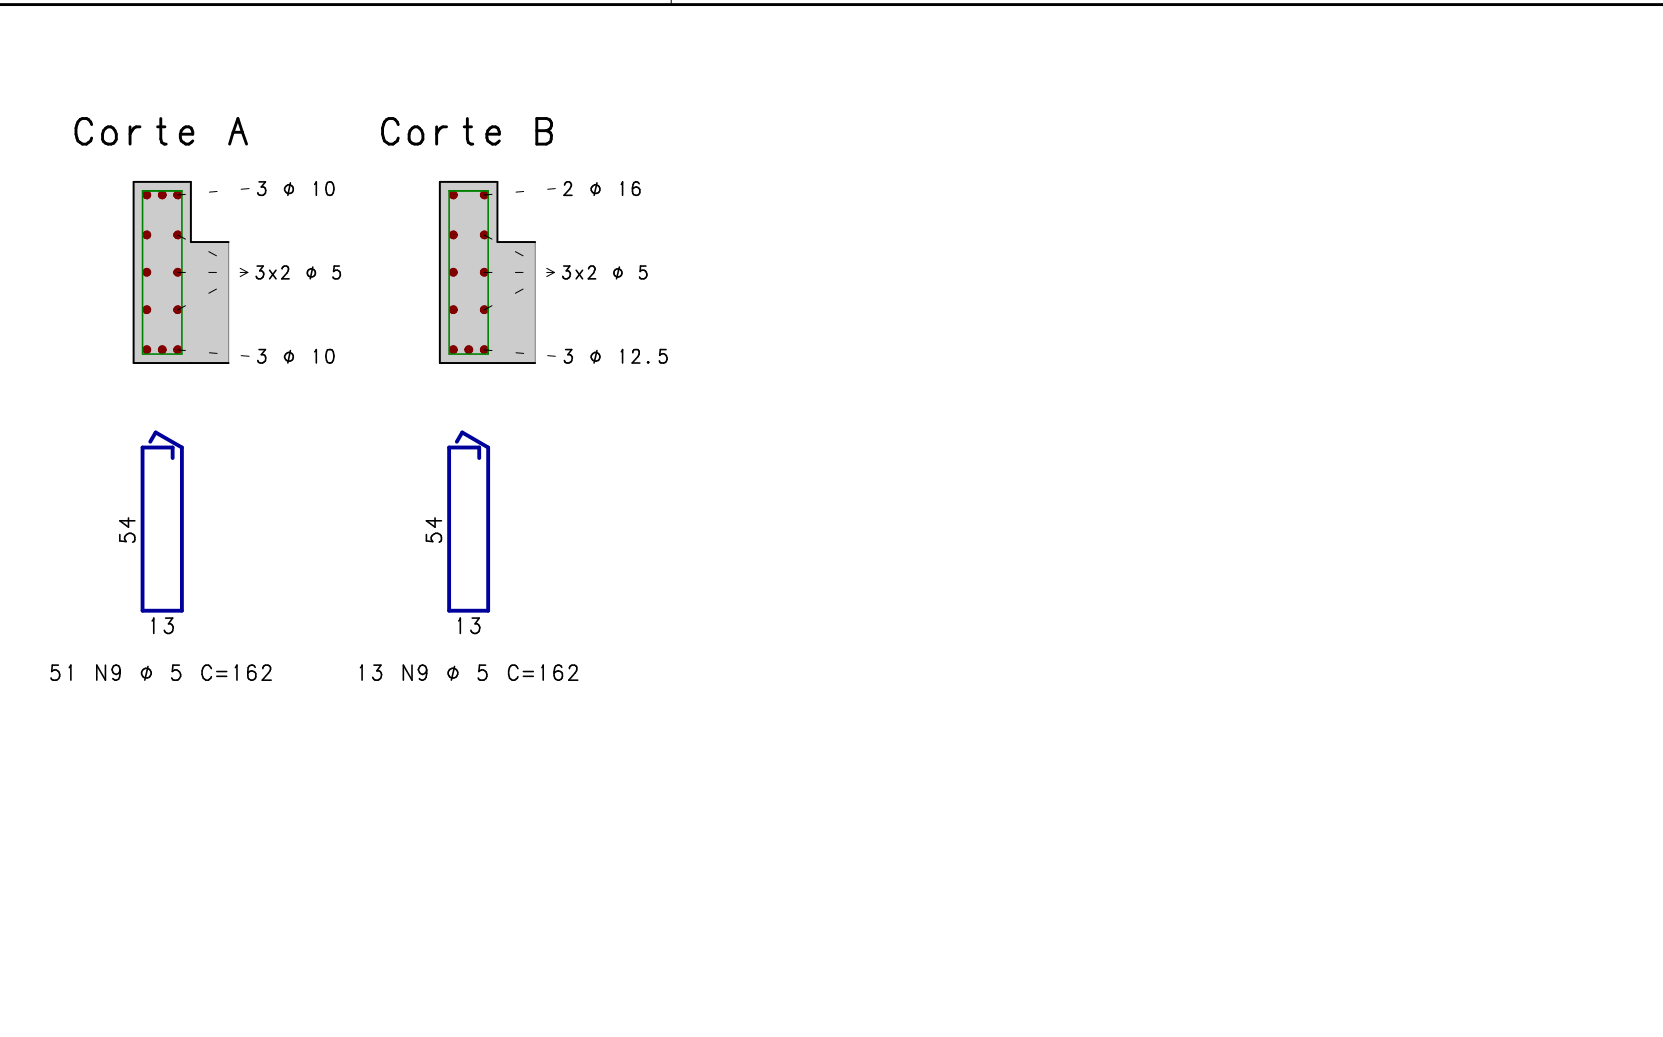 Corte A
3 ø 10
3x2 ø 5
3 ø 10
54
13
51 N9 ø 5 C=162
Corte B
2 ø 16
3x2 ø 5
3 ø 12.5
54
13
13 N9 ø 5 C=162